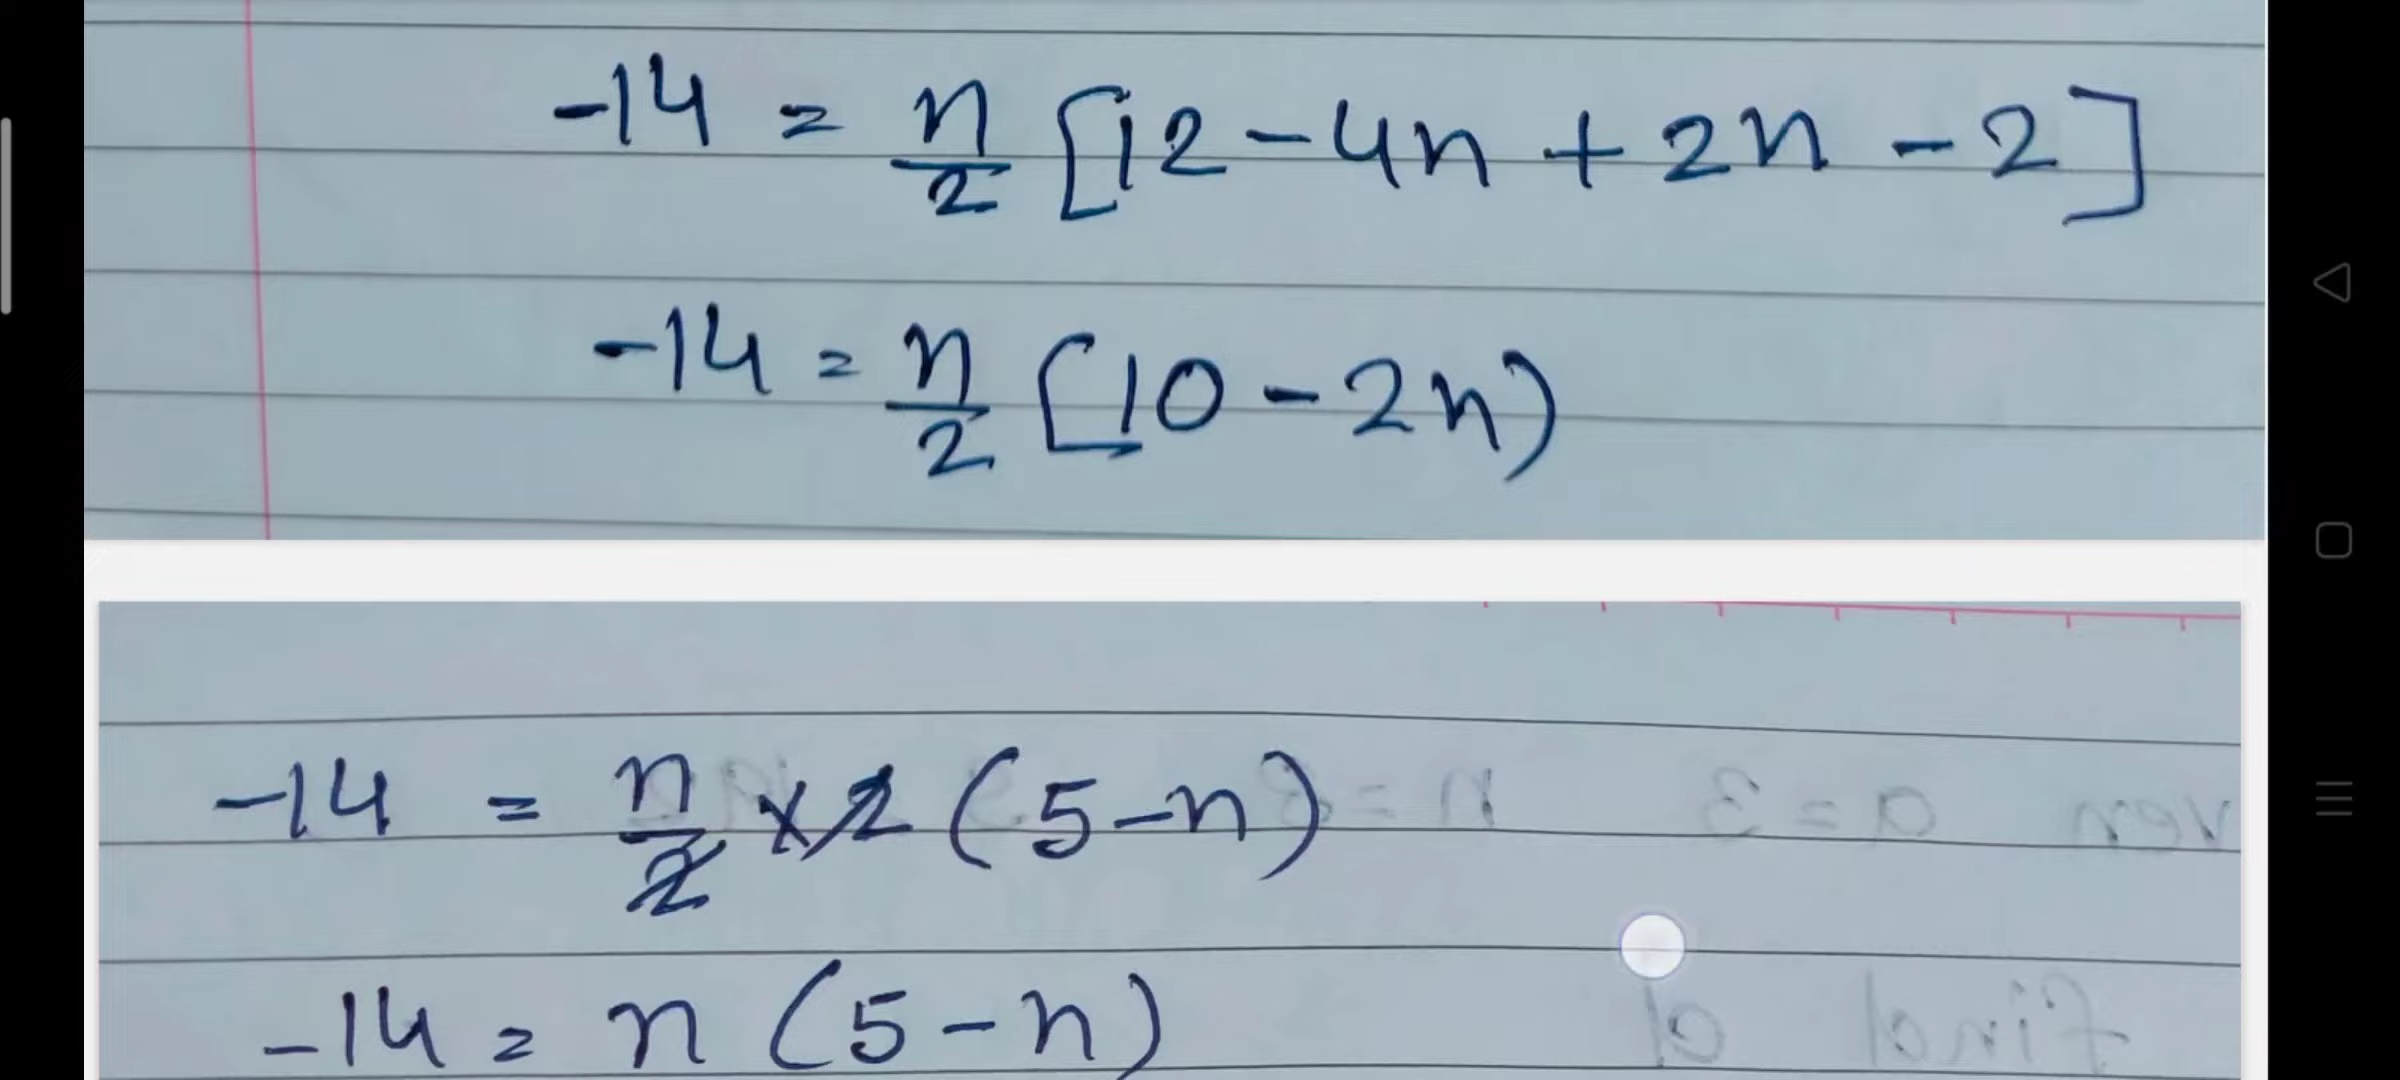 -14 = n/2 [12-4n+2n-2]
-14 = n/2 [10-2n)
-14 = n/2 x 2 (5-n)
-14 = n (5-n)